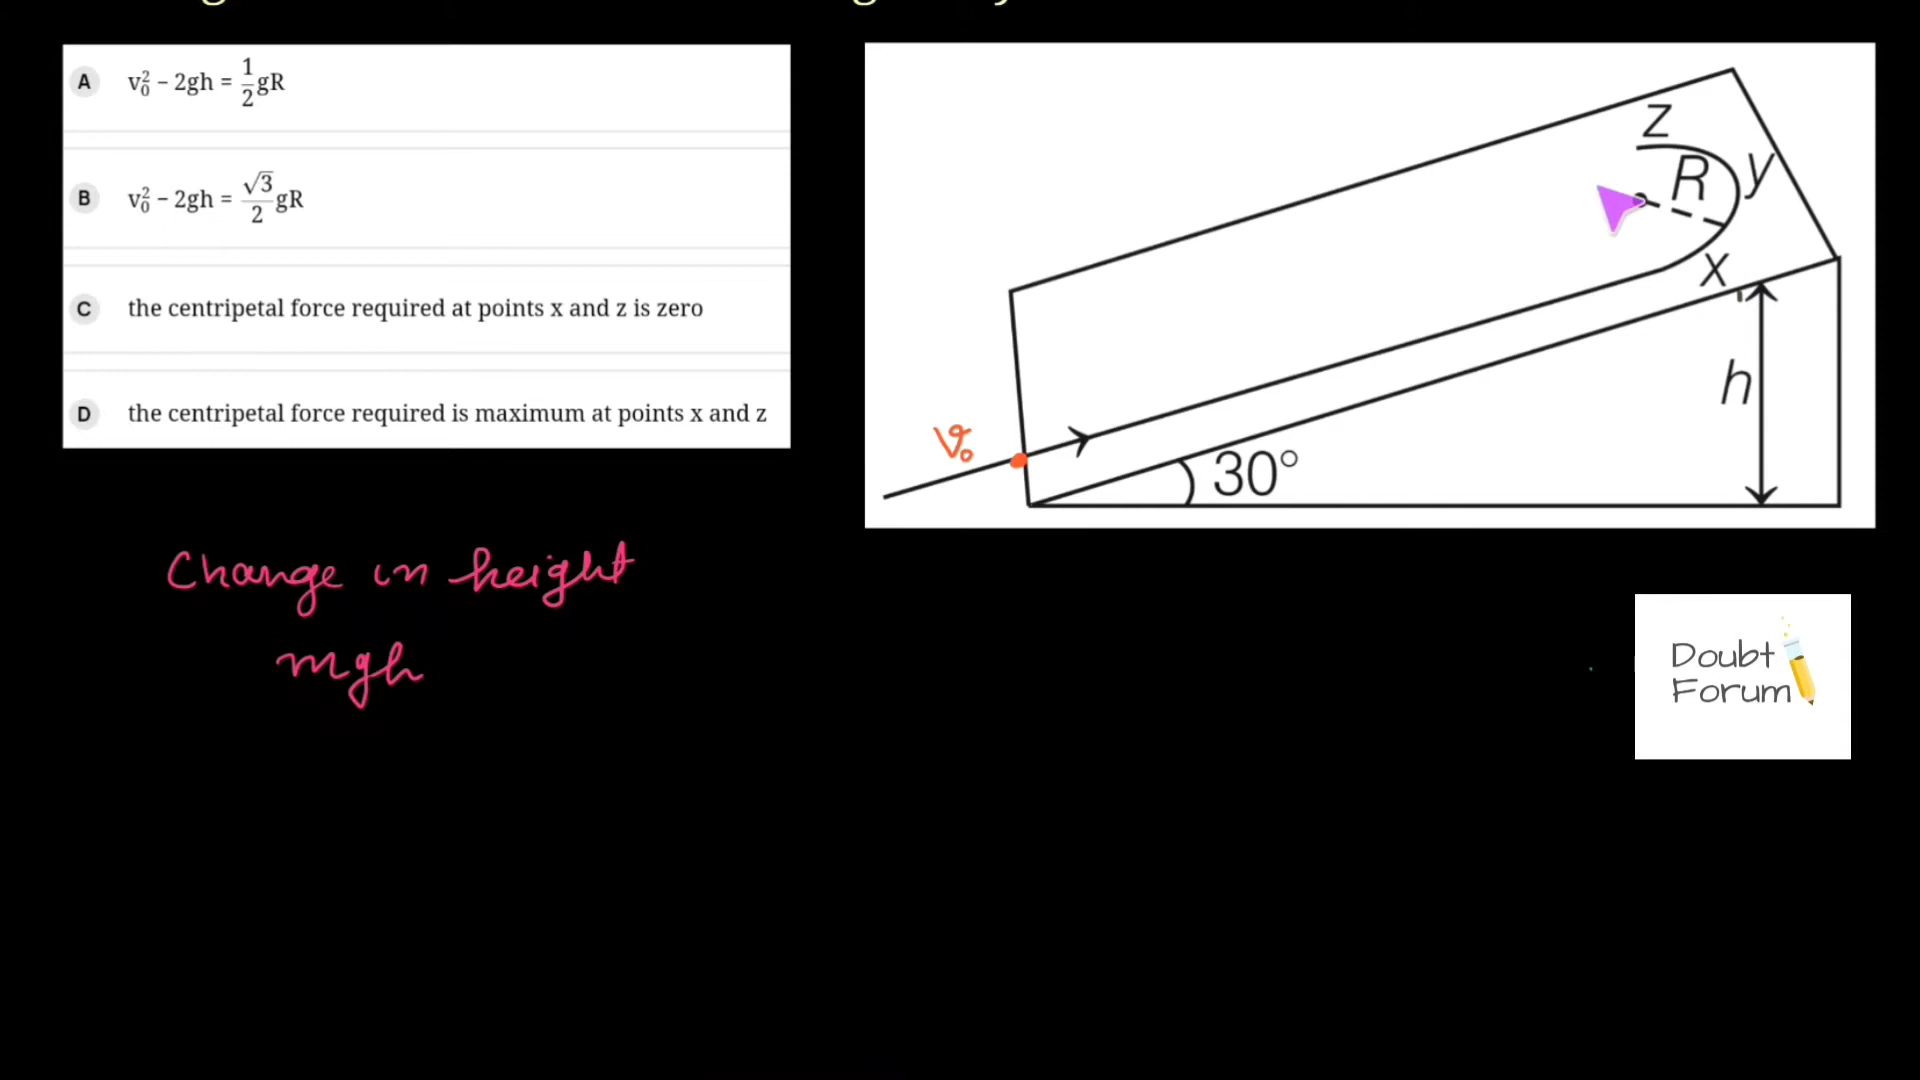 A v₀² – 2gh = 1/2 gR
B v₀² – 2gh = √3/2 gR
C the centripetal force required at points x and z is zero
D the centripetal force required is maximum at points x and z
z
R
y
x
h
v₀
30°
Change in height
mgh
Doubt
Forum